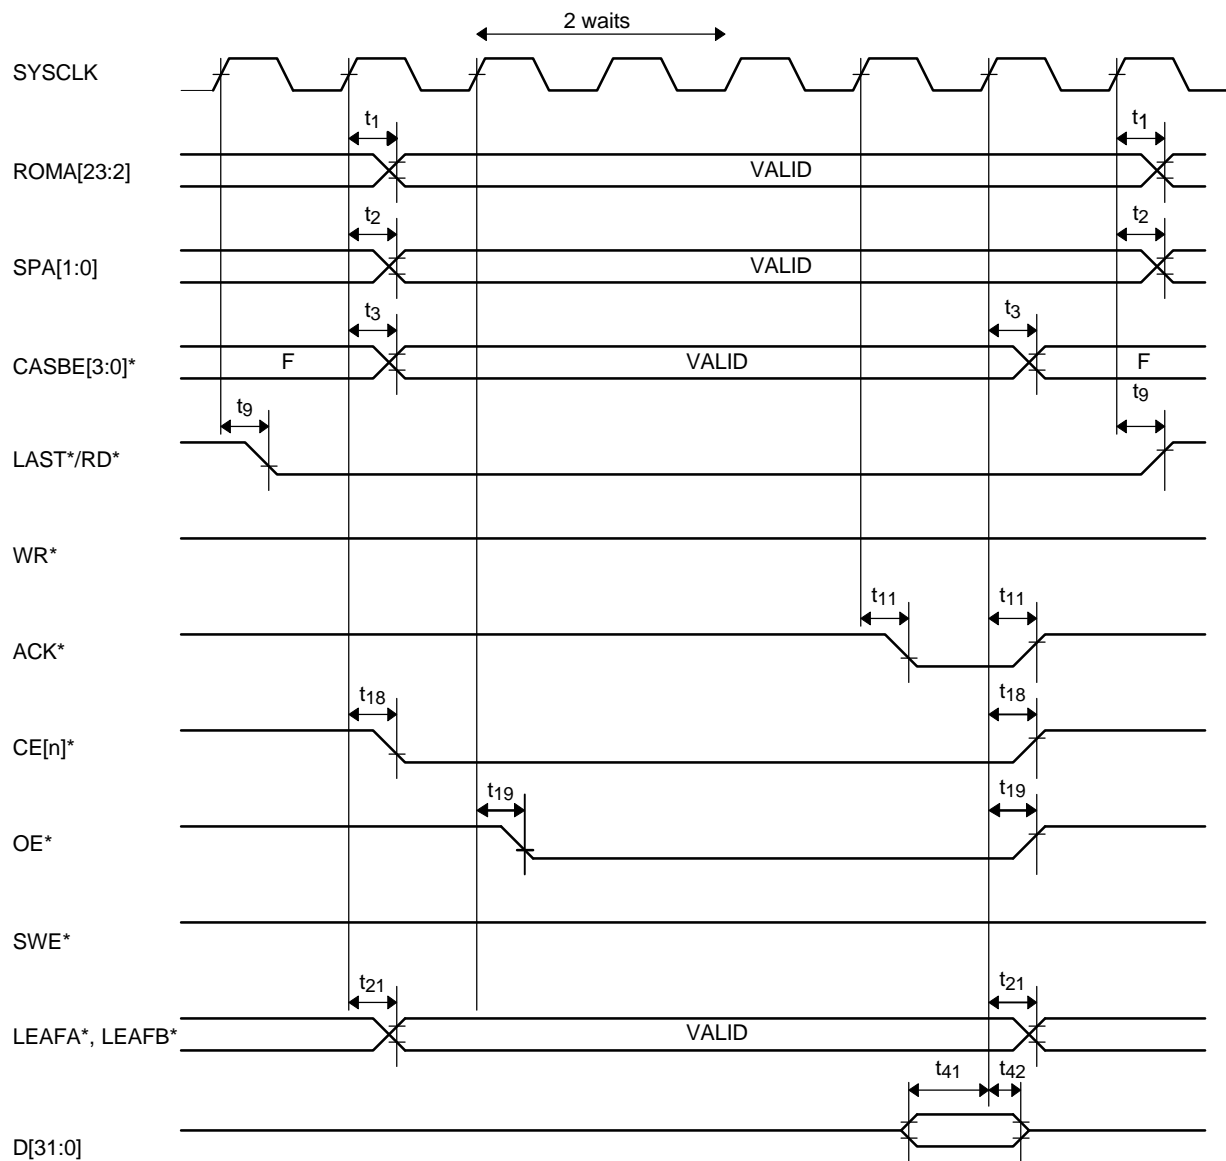 2 waits
SYSCLK
t1 t1
ROMA[23:2] VALID
t2 t2
SPA[1:0] VALID
t3 t3
CASBE[3:0]* F VALID F
t9 t9
LAST*/RD*
WR*
t11 t11
ACK*
t18 t18
CE[n]*
t19 t19
OE*
SWE*
t21 t21
LEAFA*, LEAFB* VALID
t41 t42
D[31:0]